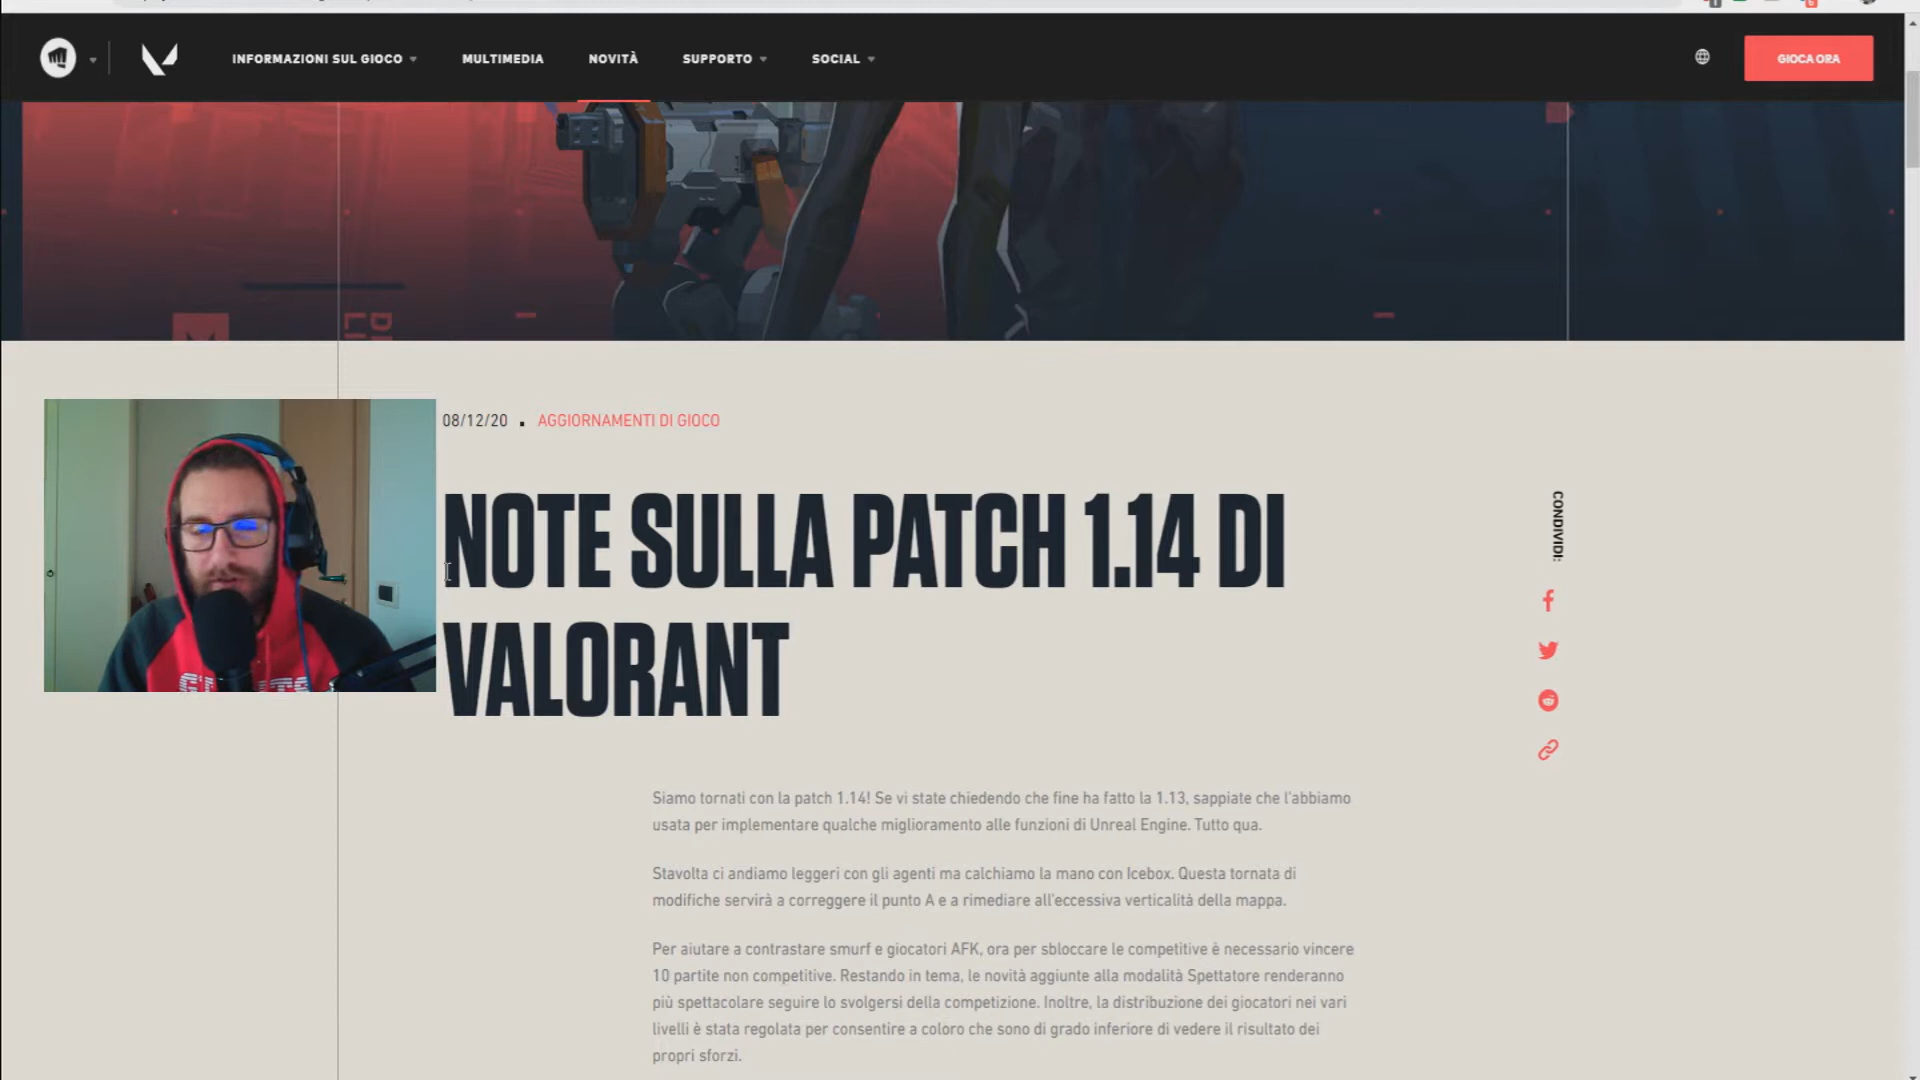 INFORMAZIONI SUL GIOCO
MULTIMEDIA
NOVITÀ
SUPPORTO
SOCIAL
GIOCA ORA
08/12/20
AGGIORNAMENTI DI GIOCO
NOTE SULLA PATCH 1.14 DI
VALORANT
CONDIVIDI:
Siamo tornati con la patch 1.14! Se vi state chiedendo che fine ha fatto la 1.13, sappiate che l'abbiamo
usata per implementare qualche miglioramento alle funzioni di Unreal Engine. Tutto qua.
Stavolta ci andiamo leggeri con gli agenti ma calchiamo la mano con Icebox. Questa tornata di
modifiche servirà a correggere il punto A e a rimediare all'eccessiva verticalità della mappa.
Per aiutare a contrastare smurf e giocatori AFK, ora per sbloccare le competitive è necessario vincere
10 partite non competitive. Restando in tema, le novità aggiunte alla modalità Spettatore renderanno
più spettacolare seguire lo svolgersi della competizione. Inoltre, la distribuzione dei giocatori nei vari
livelli è stata regolata per consentire a coloro che sono di grado inferiore di vedere il risultato dei
propri sforzi.